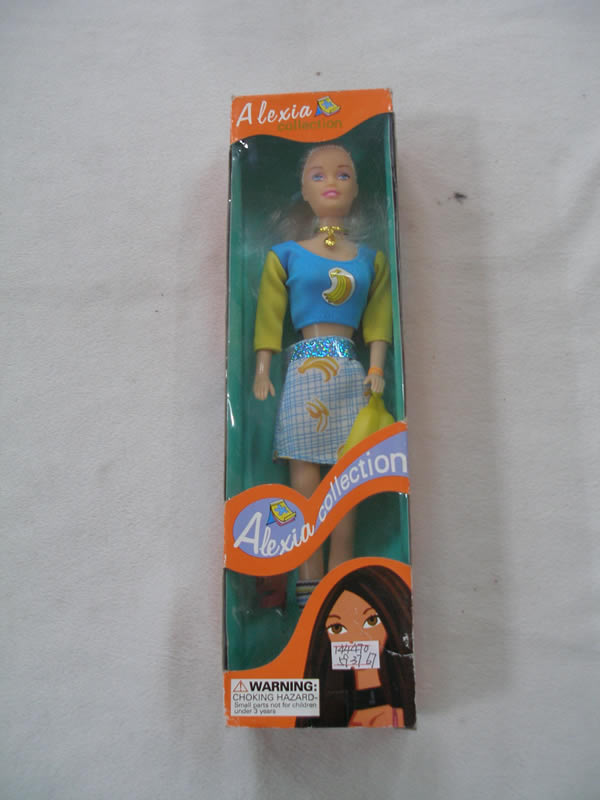 Alexia
collection
Alexia collection
WARNING:
CHOKING HAZARD-
Small parts not for children
under 3 years